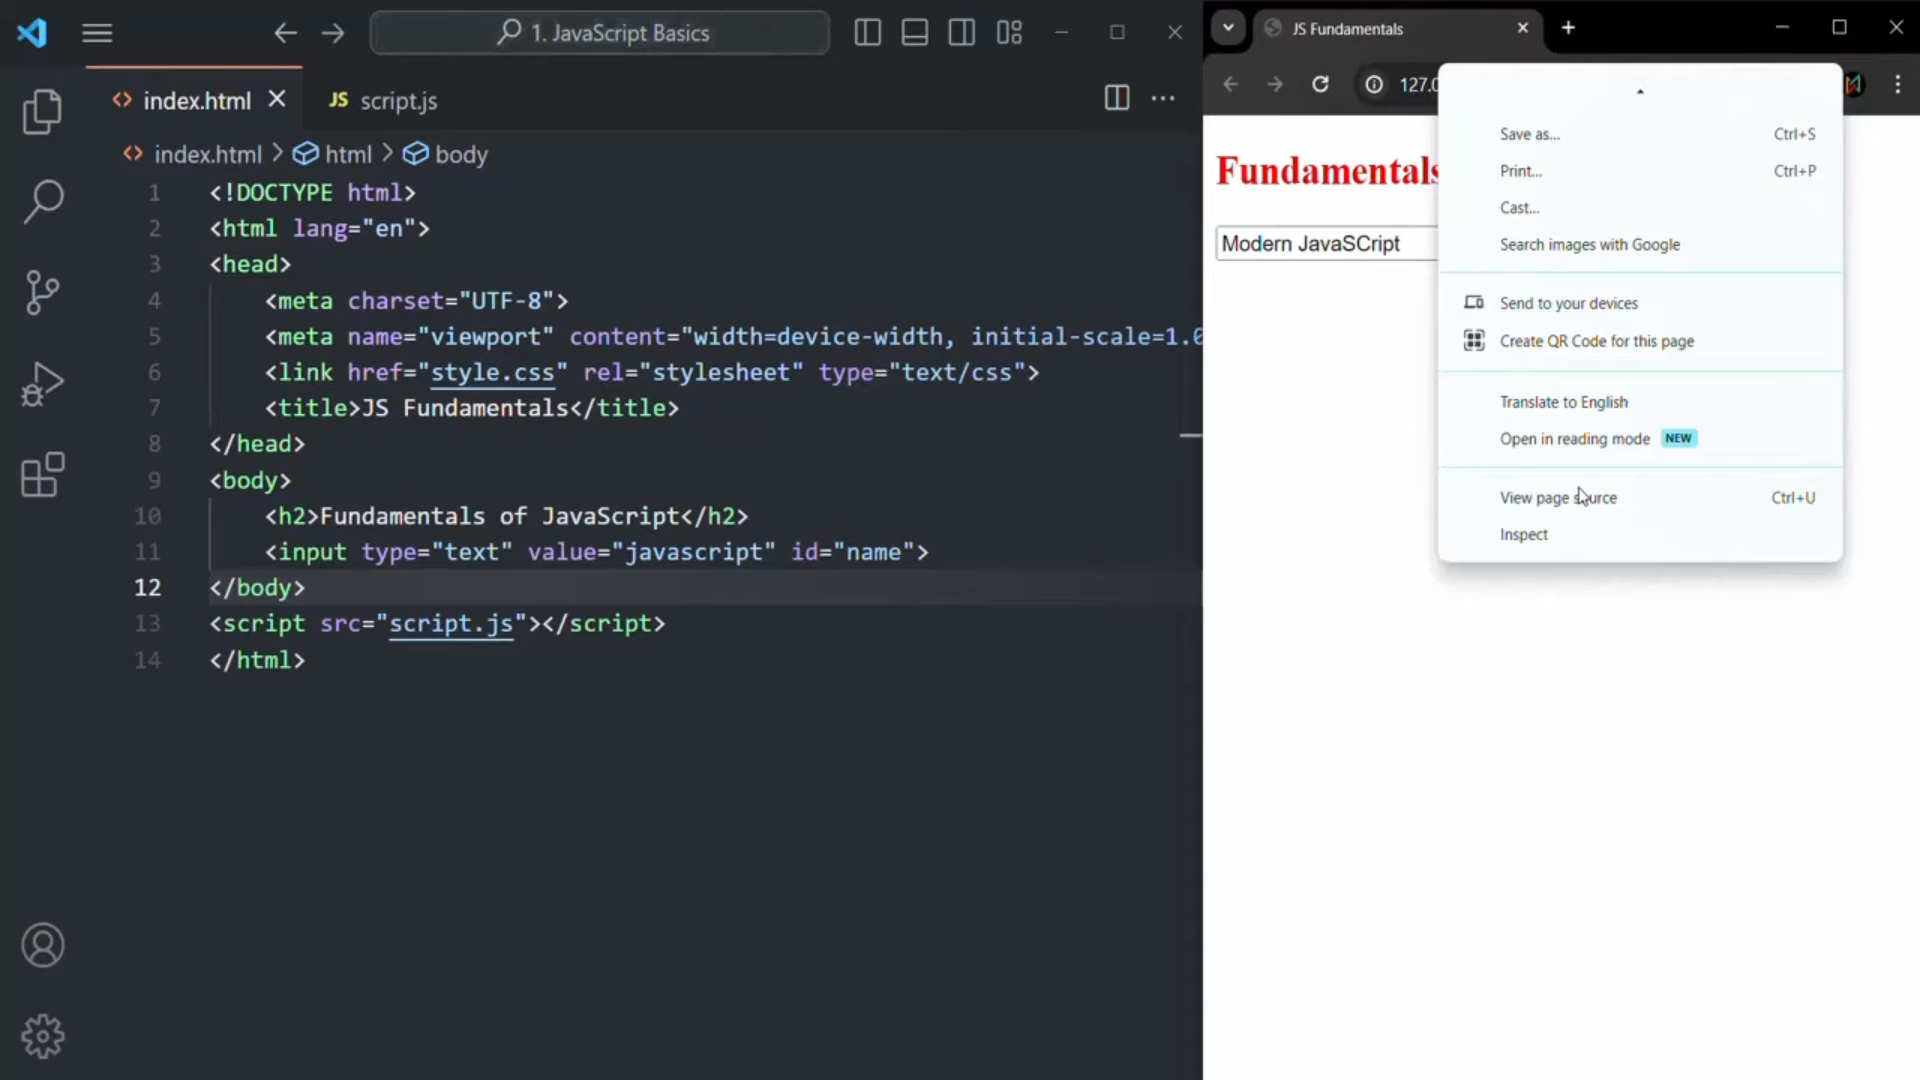 1. JavaScript Basics
index.html
JS script.js
index.html > html > body
1 <!DOCTYPE html>
2 <html lang="en">
3 <head>
4 <meta charset="UTF-8">
5 <meta name="viewport" content="width=device-width, initial-scale=1.0
6 <link href="style.css" rel="stylesheet" type="text/css">
7 <title>JS Fundamentals</title>
8 </head>
9 <body>
10 <h2>Fundamentals of JavaScript</h2>
11 <input type="text" value="javascript" id="name">
12 </body>
13 <script src="script.js"></script>
14 </html>
JS Fundamentals
127.0
Fundamentals
Modern JavaSCript
Save as... Ctrl+S
Print... Ctrl+P
Cast...
Search images with Google
Send to your devices
Create QR Code for this page
Translate to English
Open in reading mode NEW
View page source Ctrl+U
Inspect